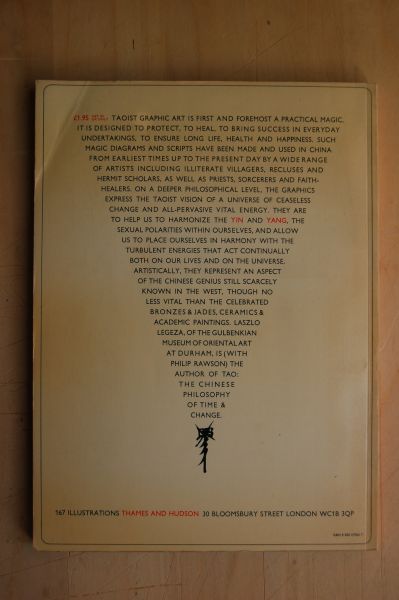 £1.95 TAOIST GRAPHIC ART IS FIRST AND FOREMOST A PRACTICAL MAGIC.
IT IS DESIGNED TO PROTECT, TO HEAL, TO BRING SUCCESS IN EVERYDAY
UNDERTAKINGS, TO ENSURE LONG LIFE, HEALTH AND HAPPINESS. SUCH
MAGIC DIAGRAMS AND SCRIPTS HAVE BEEN MADE AND USED IN CHINA
FROM EARLIEST TIMES UP TO THE PRESENT DAY BY A WIDE RANGE
OF ARTISTS INCLUDING ILLITERATE VILLAGERS, RECLUSES AND
HERMIT SCHOLARS, AS WELL AS PRIESTS, SORCERERS AND FAITH-
HEALERS. ON A DEEPER PHILOSOPHICAL LEVEL, THE GRAPHICS
EXPRESS THE TAOIST VISION OF A UNIVERSE OF CEASELESS
CHANGE AND ALL-PERVASIVE VITAL ENERGY. THEY ARE
TO HELP US TO HARMONIZE THE YIN AND YANG, THE
SEXUAL POLARITIES WITHIN OURSELVES, AND ALLOW
US TO PLACE OURSELVES IN HARMONY WITH THE
TURBULENT ENERGIES THAT ACT CONTINUALLY
BOTH ON OUR LIVES AND ON THE UNIVERSE.
ARTISTICALLY, THEY REPRESENT AN ASPECT
OF THE CHINESE GENIUS STILL SCARCELY
KNOWN IN THE WEST, THOUGH NO
LESS VITAL THAN THE CELEBRATED
BRONZES & JADES, CERAMICS &
ACADEMIC PAINTINGS. LASZLO
LEGEZA, OF THE GULBENKIAN
MUSEUM OF ORIENTAL ART
AT DURHAM, IS (WITH
PHILIP RAWSON) THE
AUTHOR OF TAO:
THE CHINESE
PHILOSOPHY
OF TIME &
CHANGE.
167 ILLUSTRATIONS THAMES AND HUDSON 30 BLOOMSBURY STREET LONDON WC1B 3QP